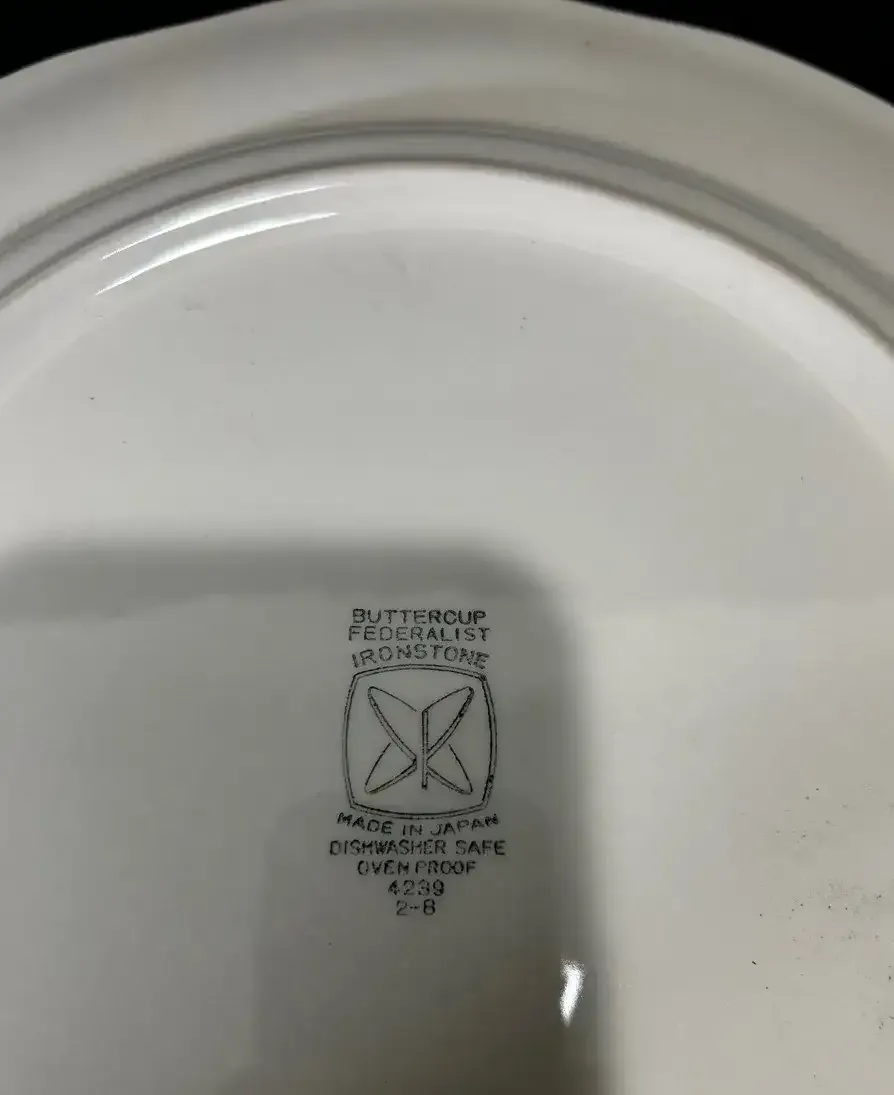 BUTTERCUP
FEDERALIST
IRONSTONE
MADE IN JAPAN
DISHWASHER SAFE
OVEN PROOF
4239
2-8